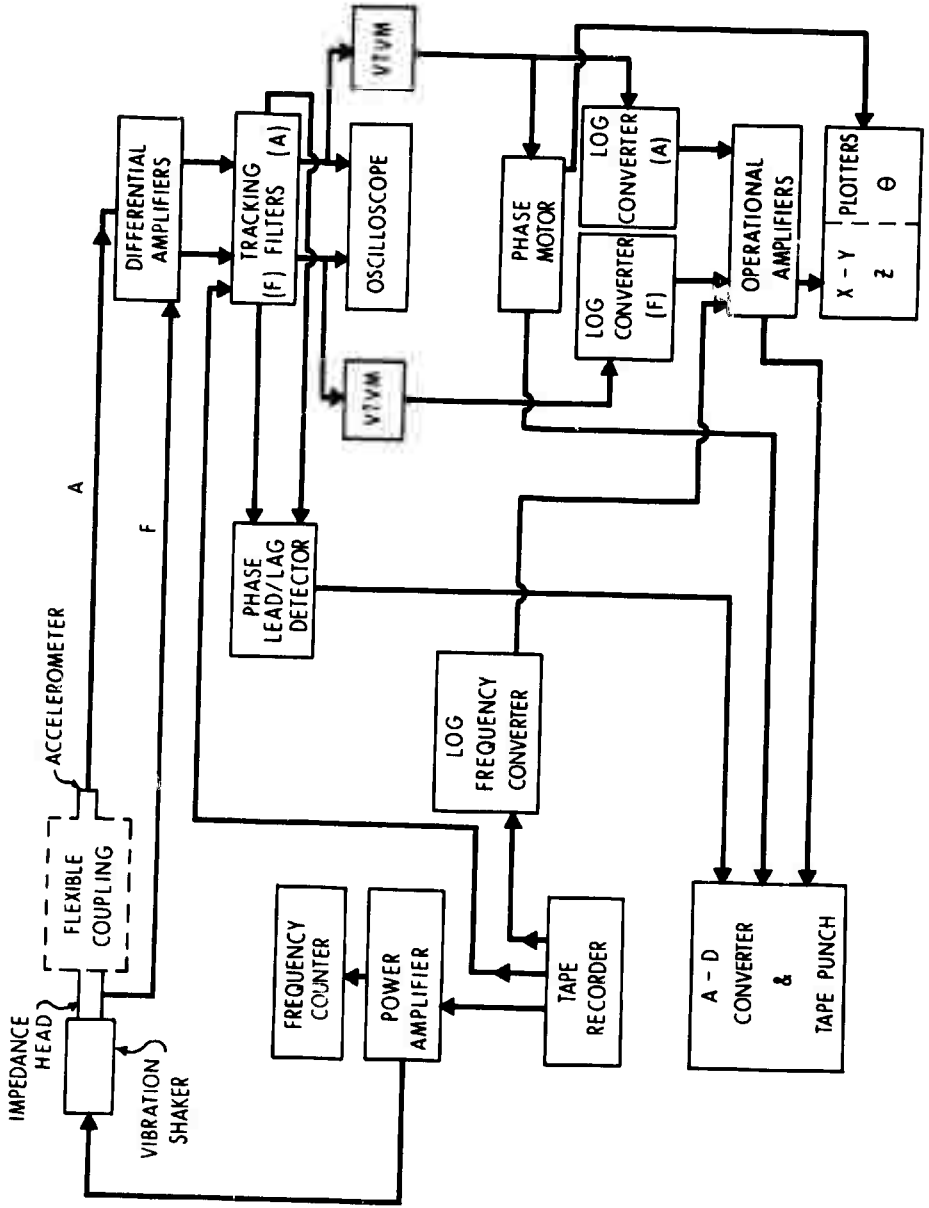 IMPEDANCE
HEAD
VIBRATION
SHAKER
FLEXIBLE
COUPLING
ACCELEROMETER
A
F
DIFFERENTIAL
AMPLIFIERS
TRACKING
(F) FILTERS (A)
OSCILLOSCOPE
VTVM
VTVM
PHASE
LEAD/LAG
DETECTOR
FREQUENCY
COUNTER
POWER
AMPLIFIER
TAPE
RECORDER
LOG
FREQUENCY
CONVERTER
PHASE
MOTOR
LOG
CONVERTER
(F)
LOG
CONVERTER
(A)
OPERATIONAL
AMPLIFIERS
X - Y PLOTTERS
Z θ
A - D
CONVERTER
&
TAPE PUNCH